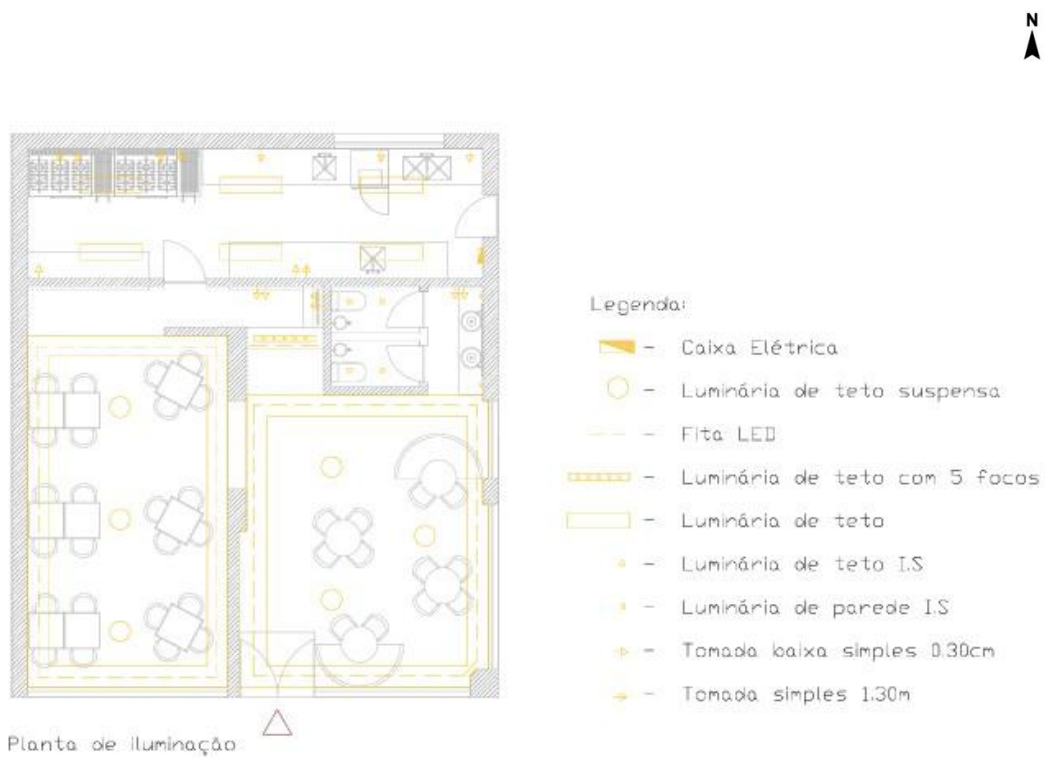 N
Legenda:
- Caixa Elétrica
- Luminária de teto suspensa
- Fita LED
- Luminária de teto com 5 focos
- Luminária de teto
- Luminária de teto I.S
- Luminária de parede I.S
- Tomada baixa simples 0.30cm
- Tomada simples 1.30m
Planta de iluminação